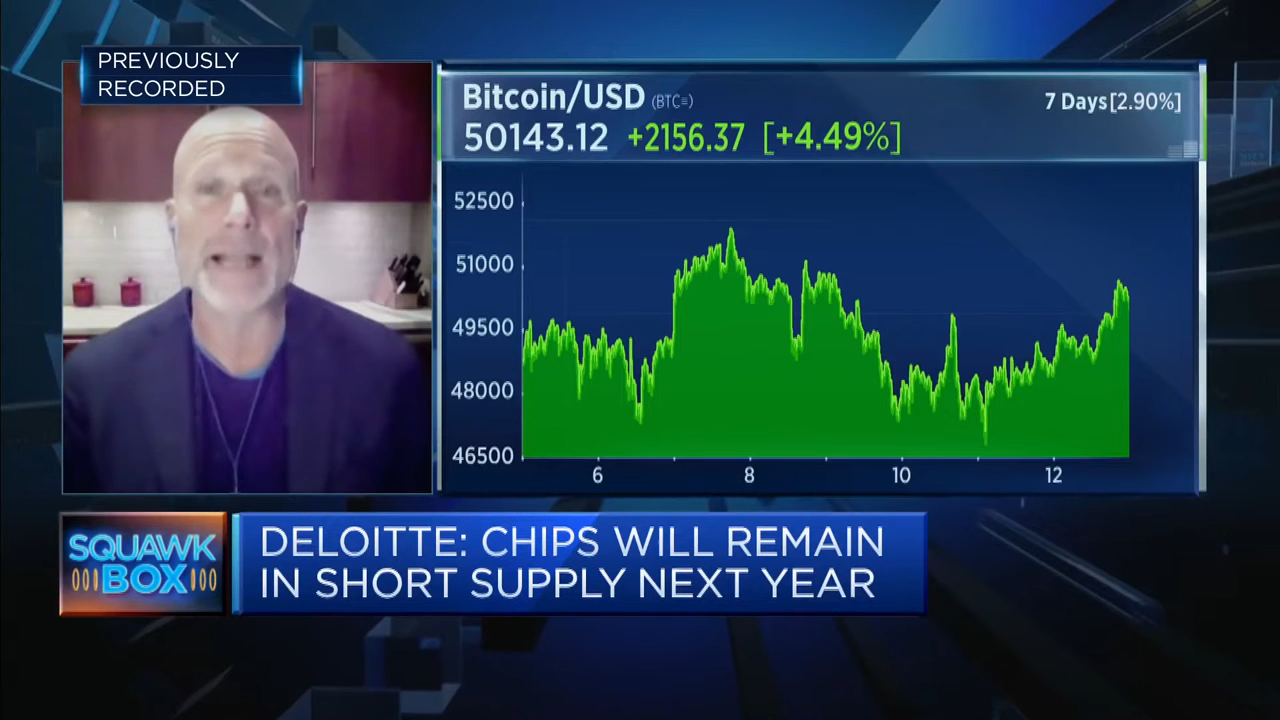 PREVIOUSLY
RECORDED
Bitcoin/USD (BTC=)
7 Days[2.90%]
50143.12 +2156.37 [+4.49%]
52500
51000
49500
48000
46500
6 8 10 12
SQUAWK
BOX
DELOITTE: CHIPS WILL REMAIN
IN SHORT SUPPLY NEXT YEAR